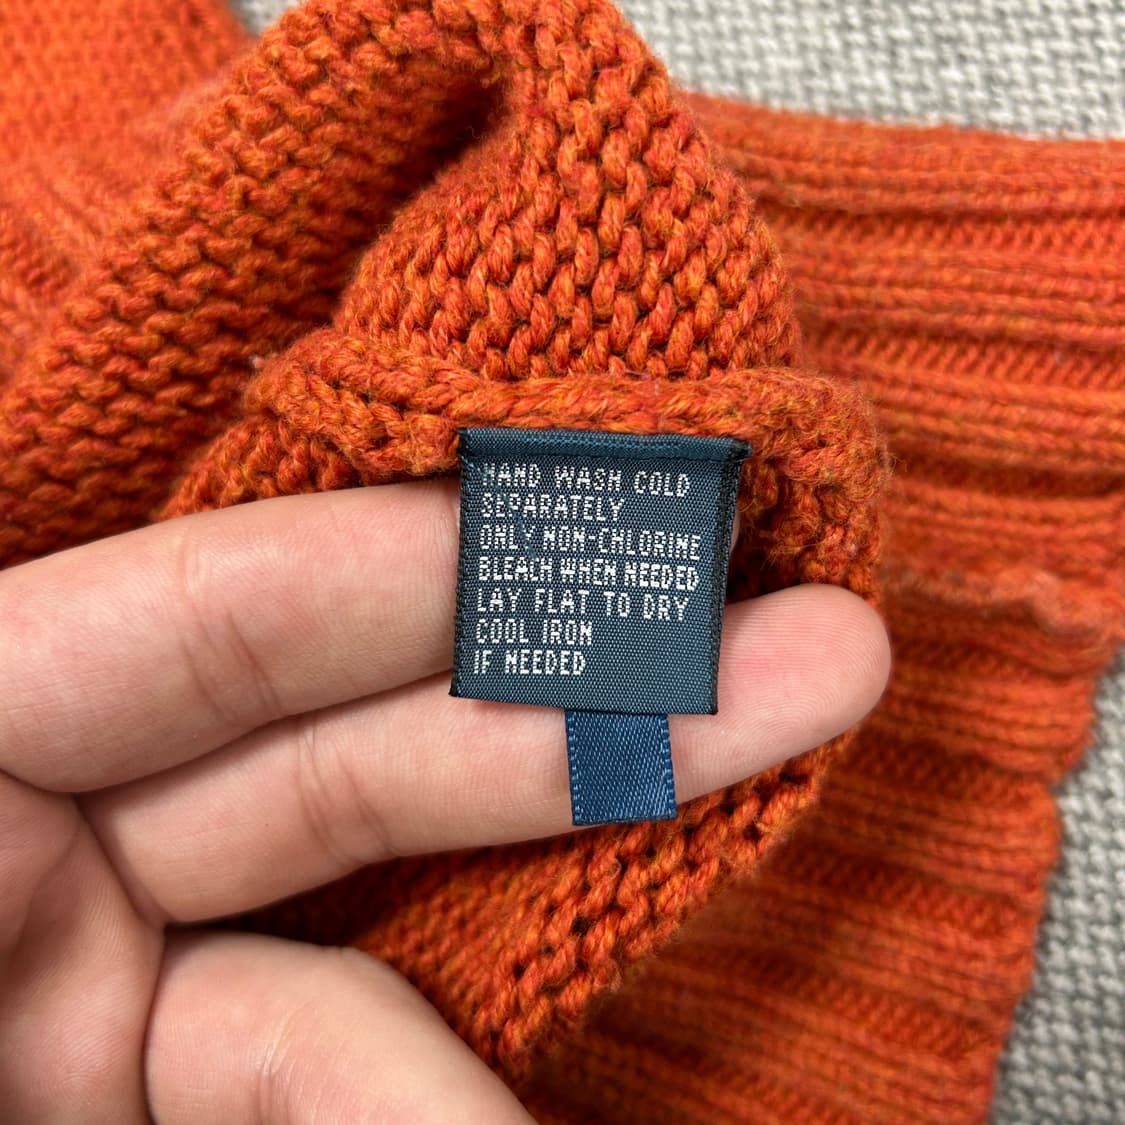 HAND WASH COLD
SEPARATELY
ONLY NON-CHLORINE
BLEACH WHEN NEEDED
LAY FLAT TO DRY
COOL IRON
IF NEEDED